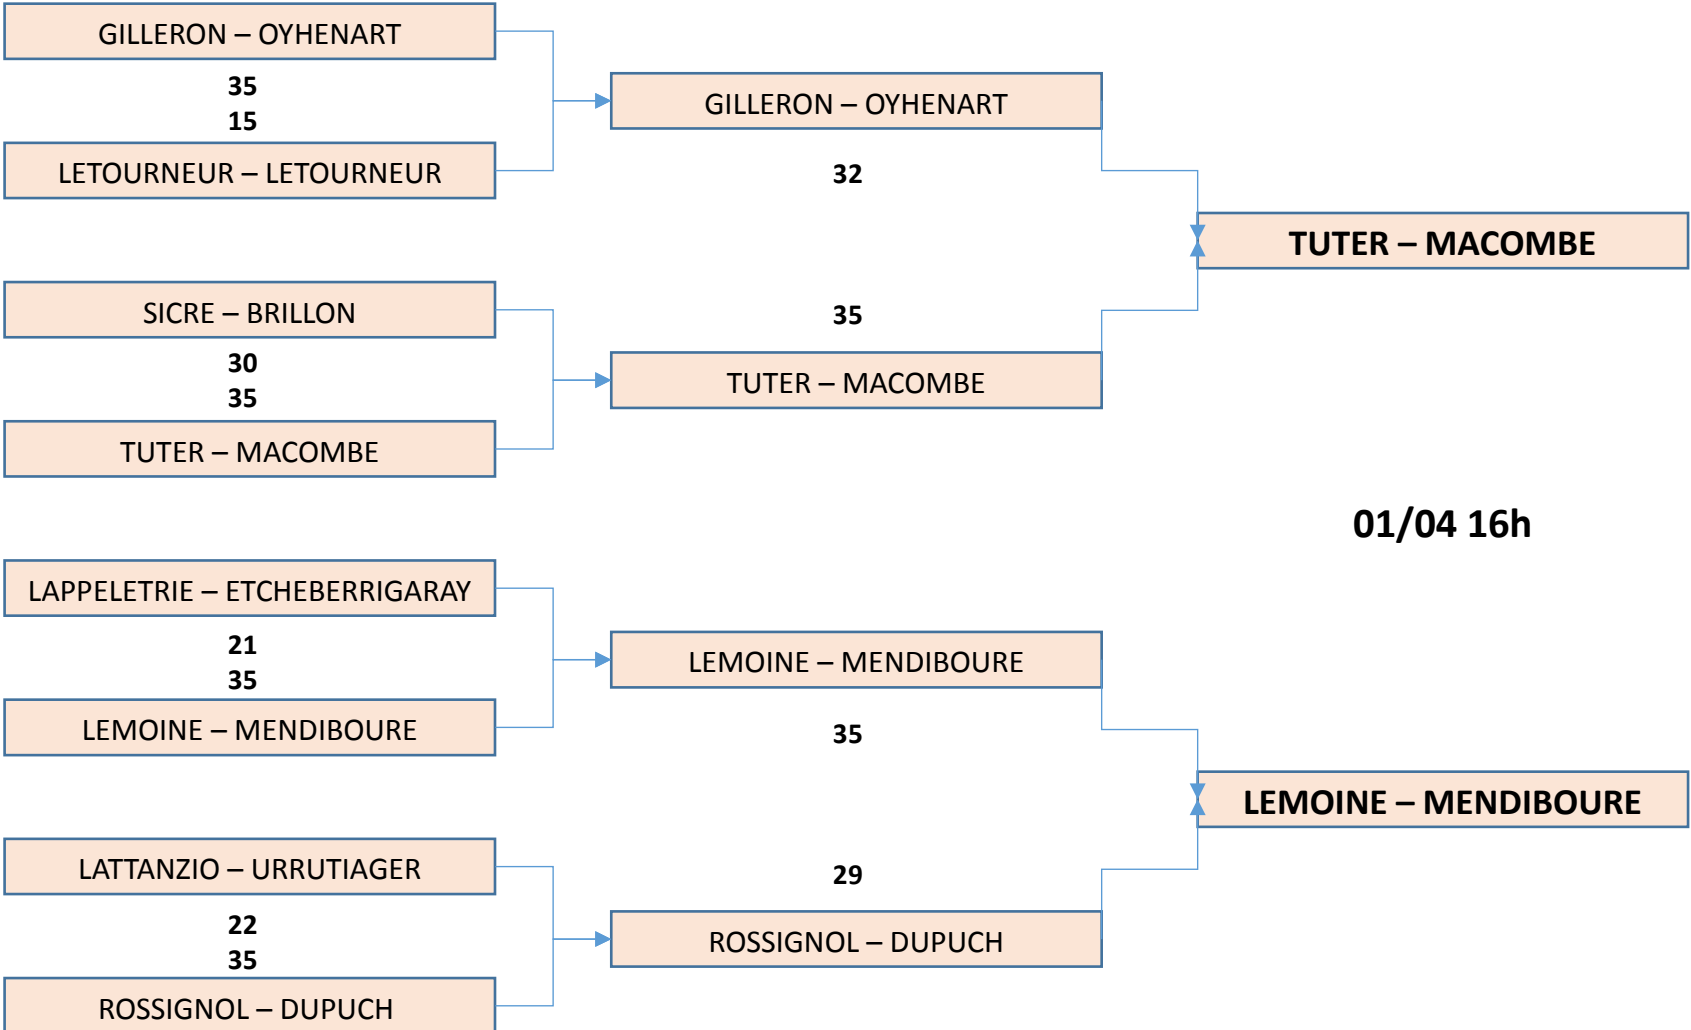 GILLERON – OYHENART
35
15
LETOURNEUR – LETOURNEUR
SICRE – BRILLON
30
35
TUTER – MACOMBE
LAPPELETRIE – ETCHEBERRIGARAY
21
35
LEMOINE – MENDIBOURE
LATTANZIO – URRUTIAGER
22
35
ROSSIGNOL – DUPUCH
GILLERON – OYHENART
32
35
TUTER – MACOMBE
LEMOINE – MENDIBOURE
35
29
ROSSIGNOL – DUPUCH
TUTER – MACOMBE
01/04 16h
LEMOINE – MENDIBOURE